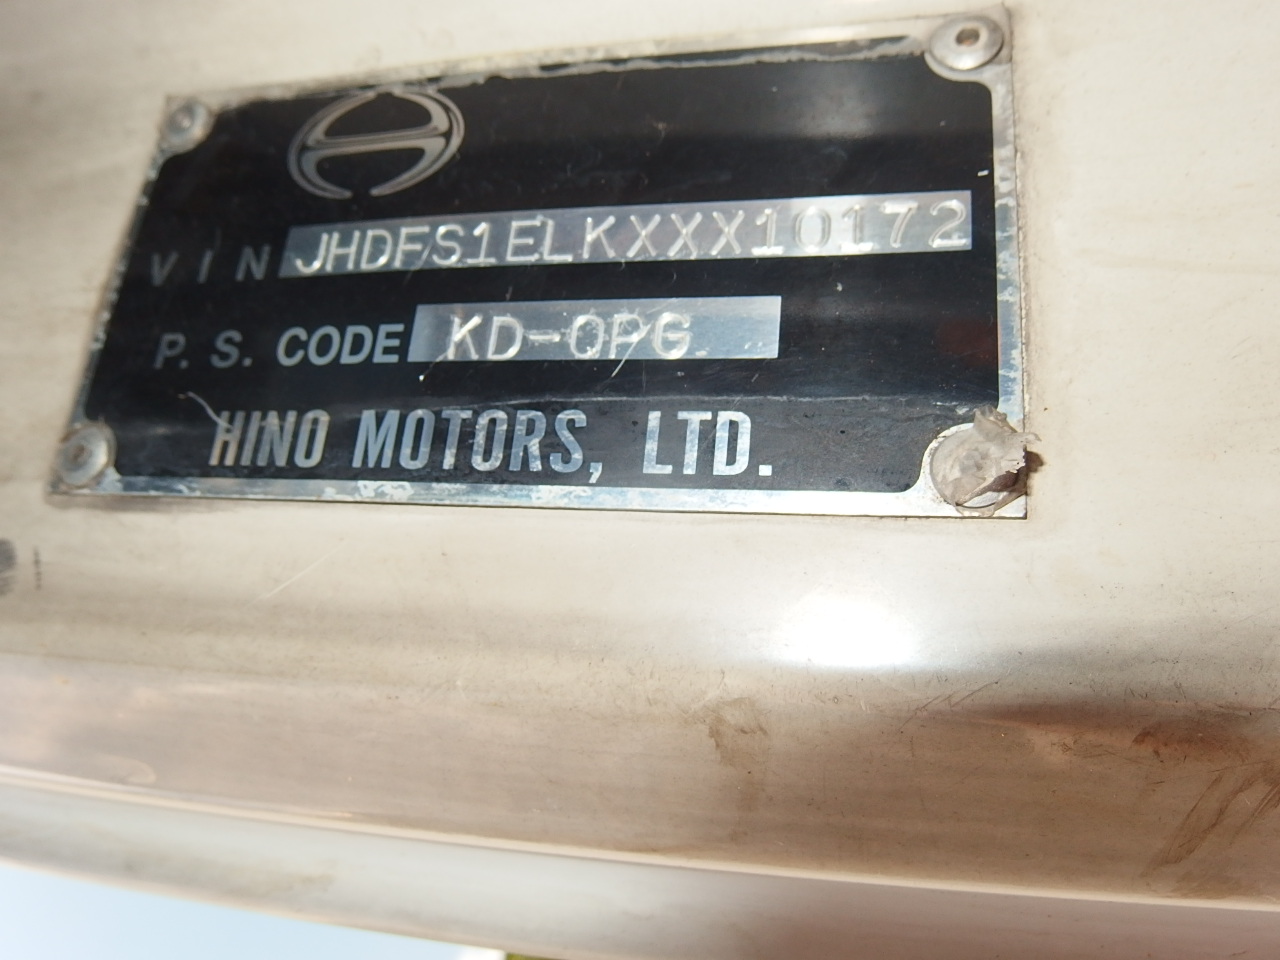 VIN JHDFS1ELKXXX10172
P.S. CODE KD-OPG
HINO MOTORS, LTD.